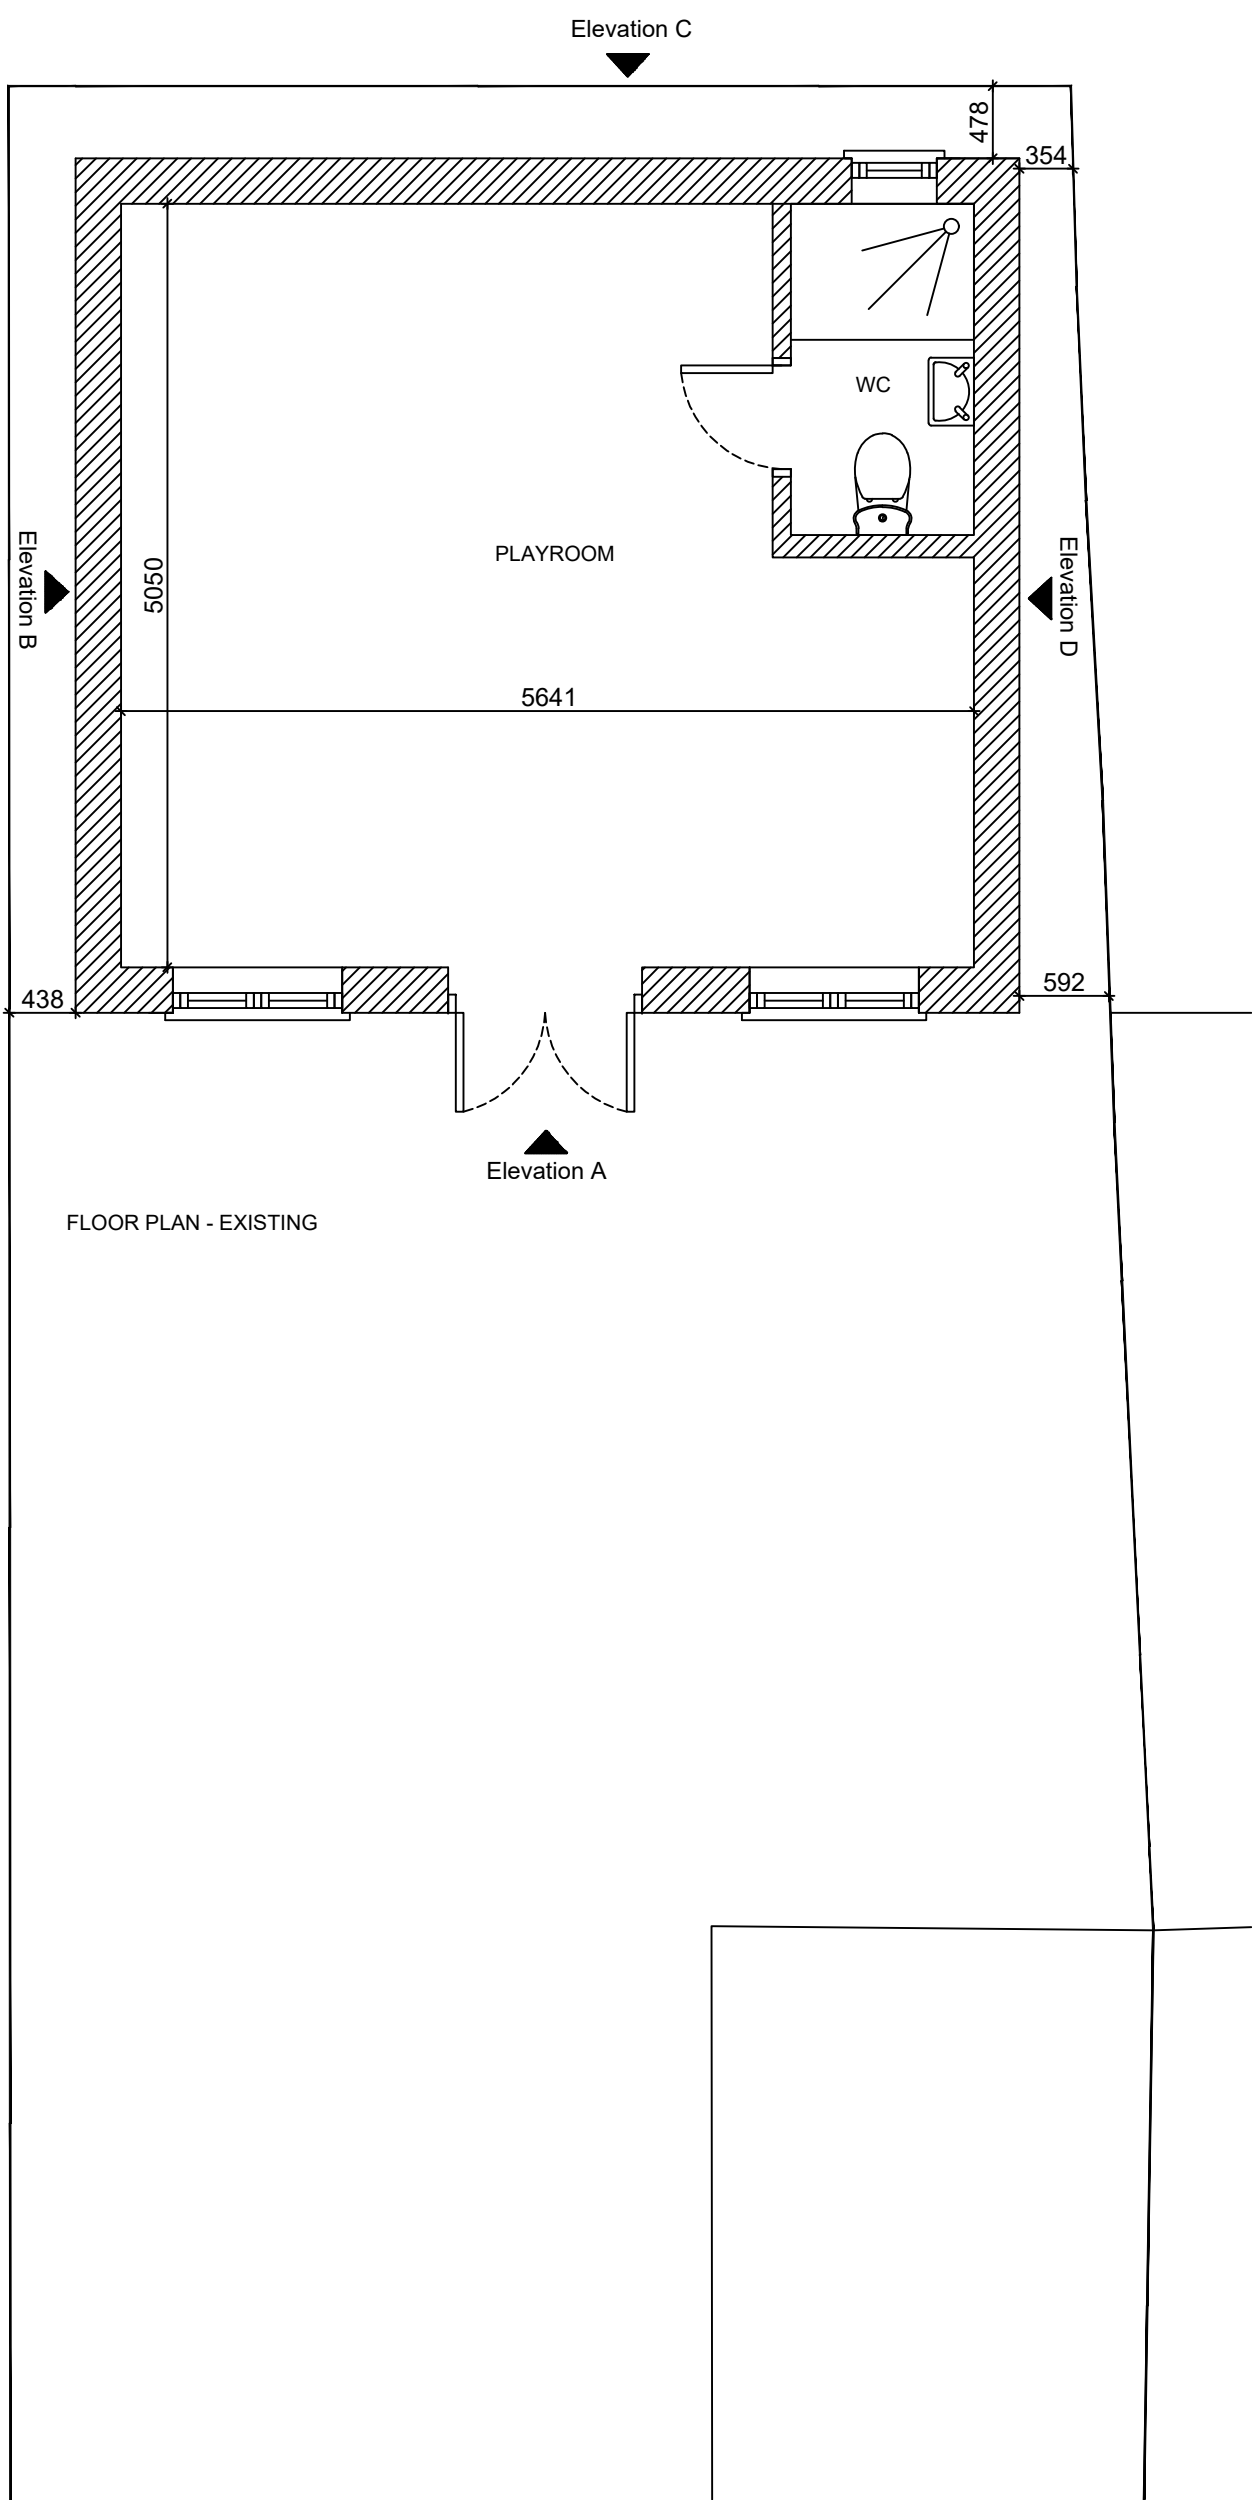 Elevation C
478
354
WC
PLAYROOM
5050
Elevation B
Elevation D
5641
438
592
Elevation A
FLOOR PLAN - EXISTING